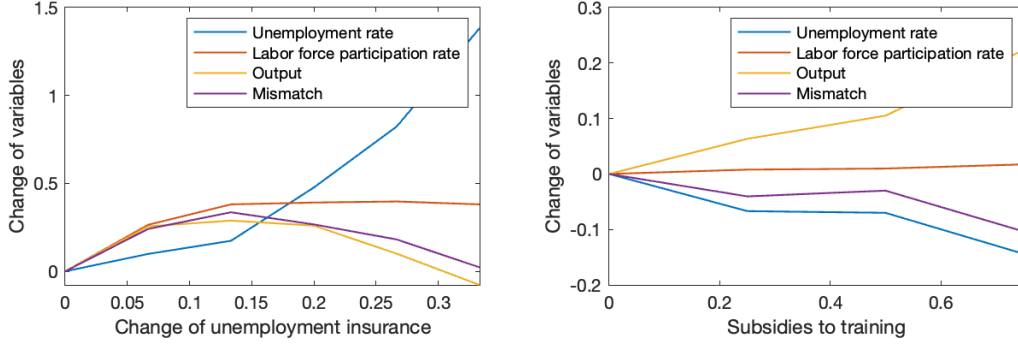 Change of variables
1.5
1
0.5
0
0
0.05
0.1
0.15
0.2
0.25
0.3
Change of unemployment insurance
Unemployment rate
Labor force participation rate
Output
Mismatch
Change of variables
0.3
0.2
0.1
0
-0.1
-0.2
0
0.2
0.4
0.6
Subsidies to training
Unemployment rate
Labor force participation rate
Output
Mismatch